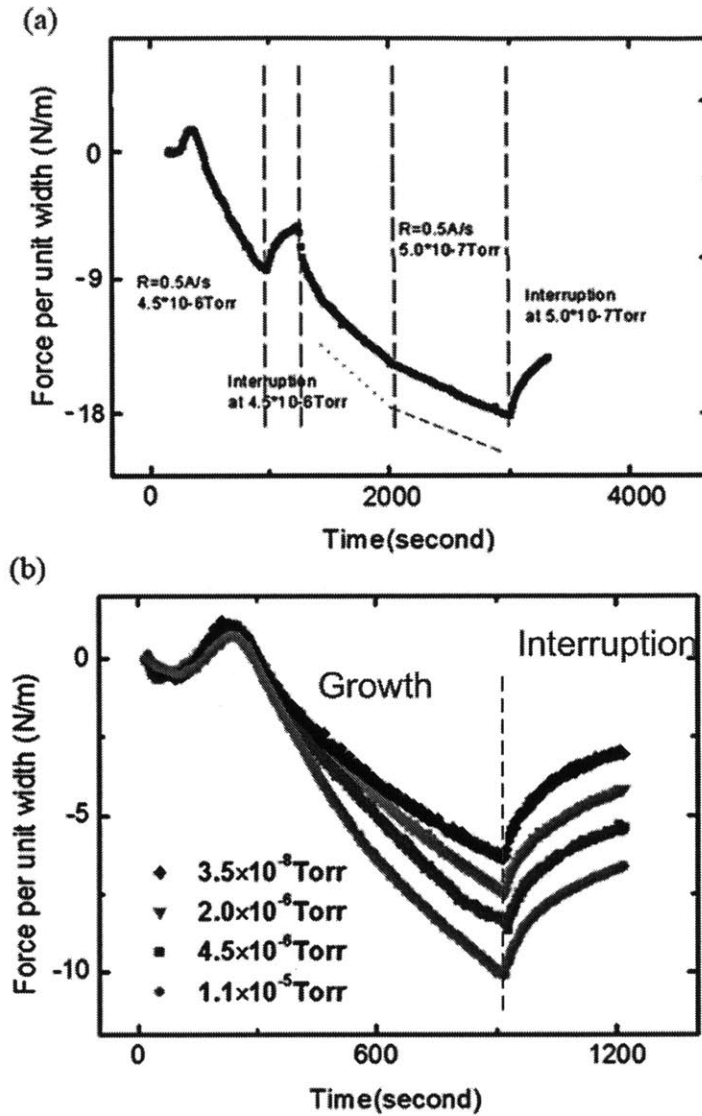 (a)
Force per unit width (N/m)
0
-9
-18
R=0.5A/s
4.5*10-6Torr
Interruption
at 4.5*10-6Torr
R=0.5A/s
5.0*10-7Torr
Interruption
at 5.0*10-7Torr
0
2000
4000
Time(second)
(b)
Force per unit width (N/m)
0
-5
-10
Growth
Interruption
3.5×10⁻⁸Torr
2.0×10⁻⁶Torr
4.5×10⁻⁶Torr
1.1×10⁻⁵Torr
0
600
1200
Time(second)